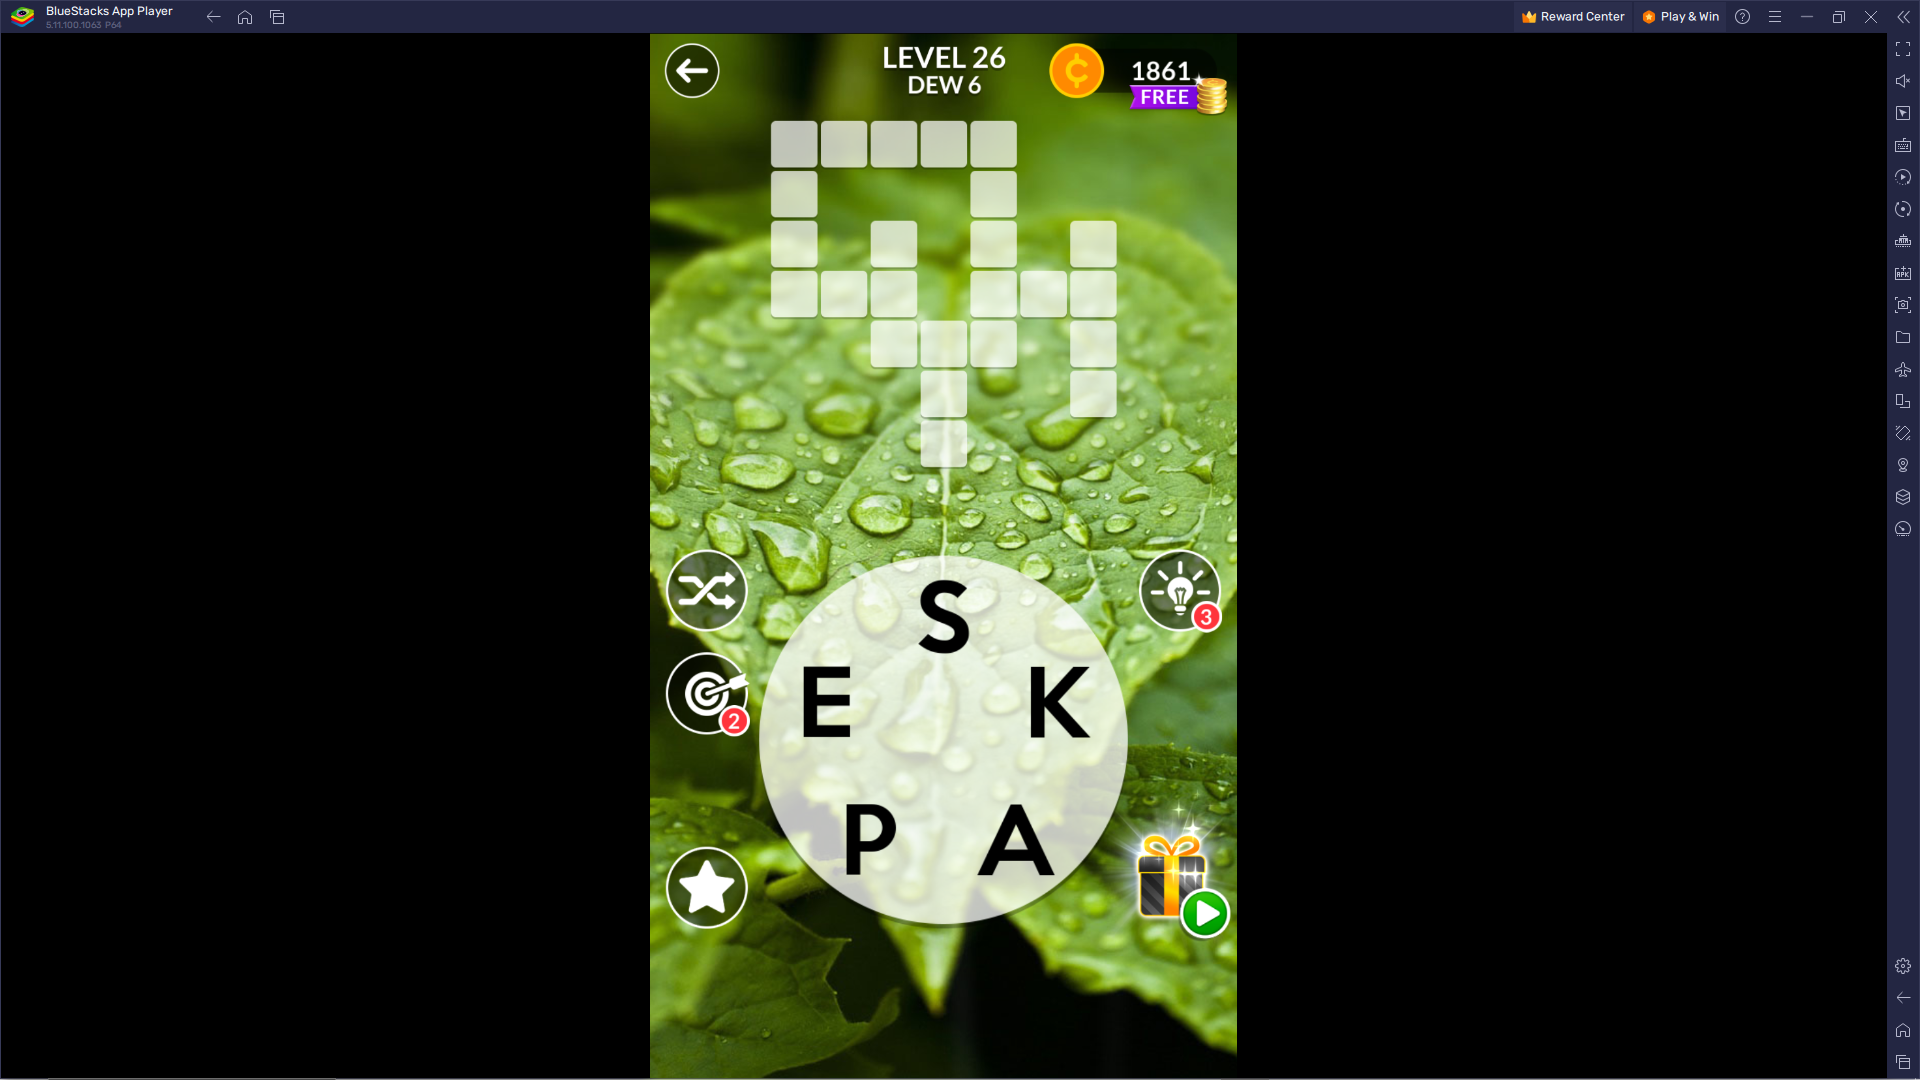 BlueStacks App Player
5.11.100.1063 P64
Reward Center
Play & Win
LEVEL 26
DEW 6
1861
FREE
S
E
K
P
A
3
2